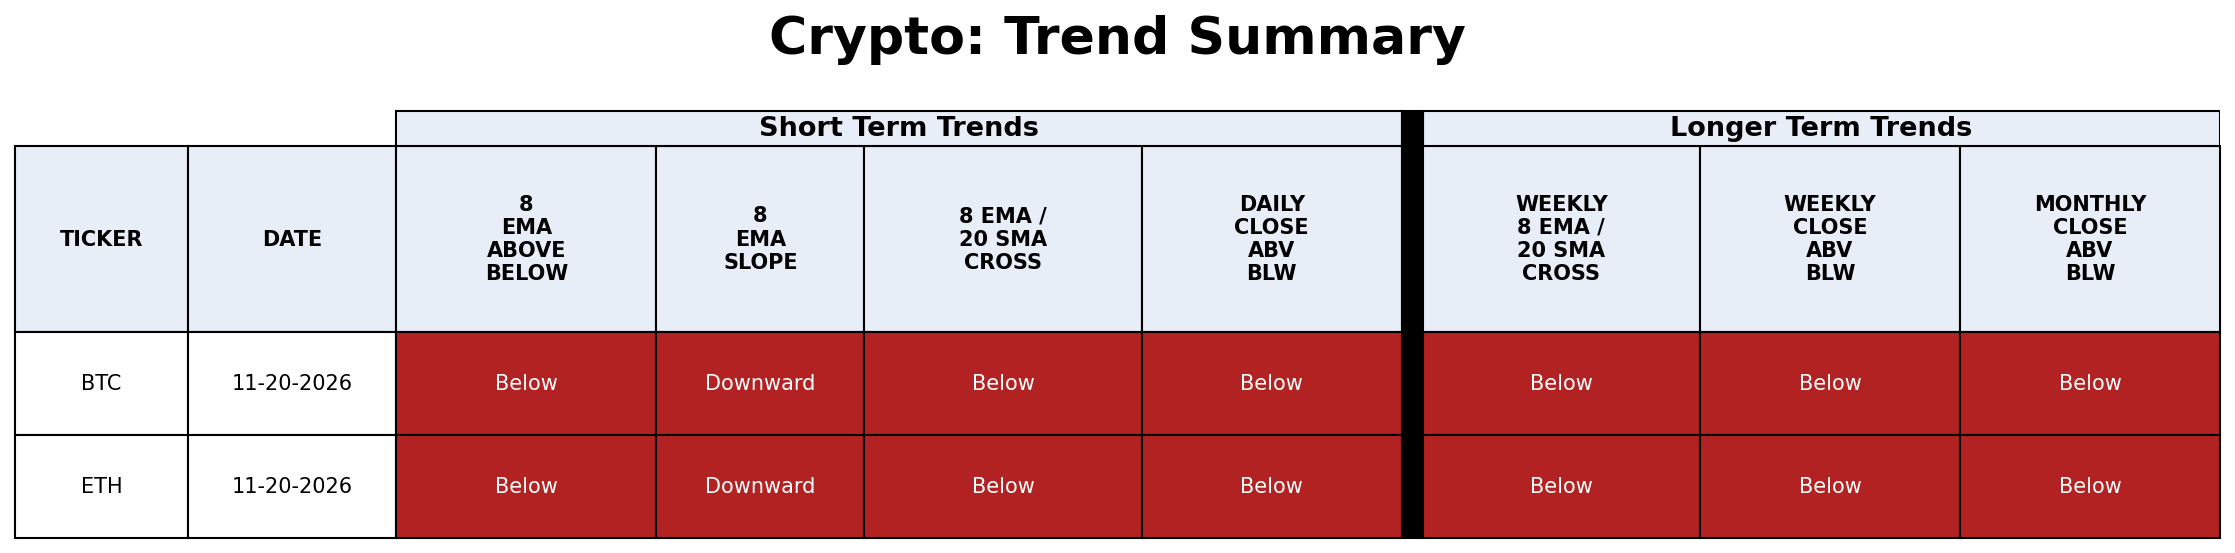 Crypto: Trend Summary
Short Term Trends
Longer Term Trends
TICKER
DATE
8
EMA
ABOVE
BELOW
8
EMA
SLOPE
8 EMA /
20 SMA
CROSS
DAILY
CLOSE
ABV
BLW
WEEKLY
8 EMA /
20 SMA
CROSS
WEEKLY
CLOSE
ABV
BLW
MONTHLY
CLOSE
ABV
BLW
BTC 11-20-2026 Below Downward Below Below Below Below Below
ETH 11-20-2026 Below Downward Below Below Below Below Below